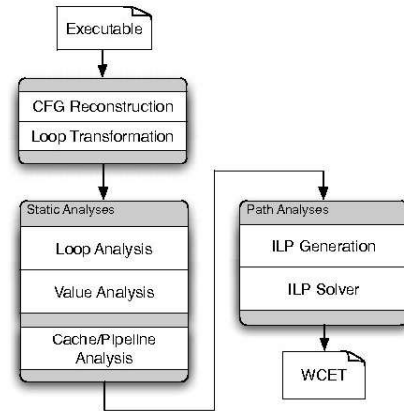 Executable
CFG Reconstruction
Loop Transformation
Static Analyses
Loop Analysis
Value Analysis
Cache/Pipeline
Analysis
Path Analyses
ILP Generation
ILP Solver
WCET